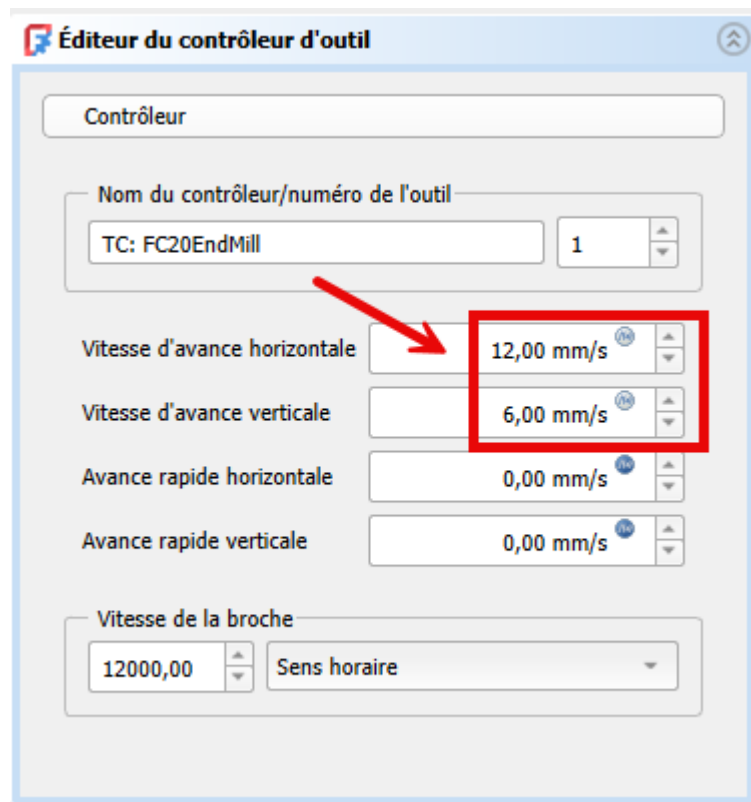 Éditeur du contrôleur d'outil
Contrôleur
Nom du contrôleur/numéro de l'outil
TC: FC20EndMill 1
Vitesse d'avance horizontale 12,00 mm/s
Vitesse d'avance verticale 6,00 mm/s
Avance rapide horizontale 0,00 mm/s
Avance rapide verticale 0,00 mm/s
Vitesse de la broche
12000,00 Sens horaire